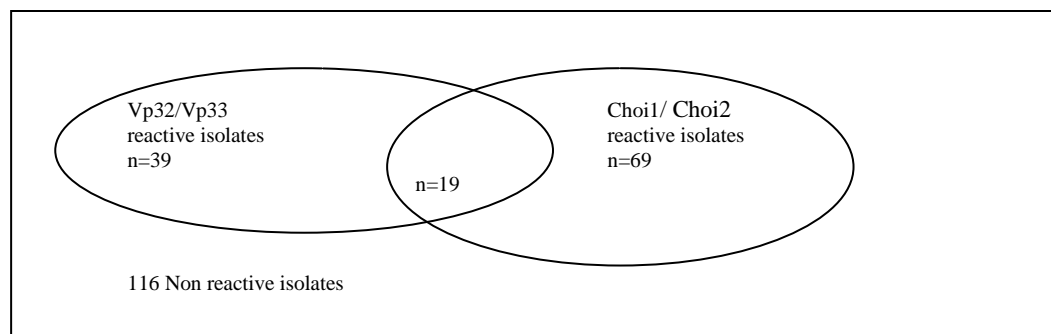 Vp32/Vp33
reactive isolates
n=39
Choi1/ Choi2
reactive isolates
n=69
n=19
116 Non reactive isolates